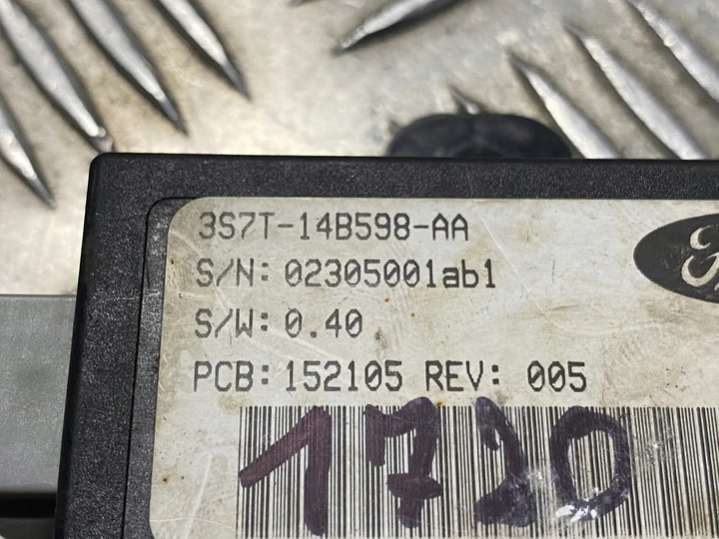 3S7T-14B598-AA
S/N: 02305001ab1
S/W: 0.40
PCB: 152105 REV: 005
1720